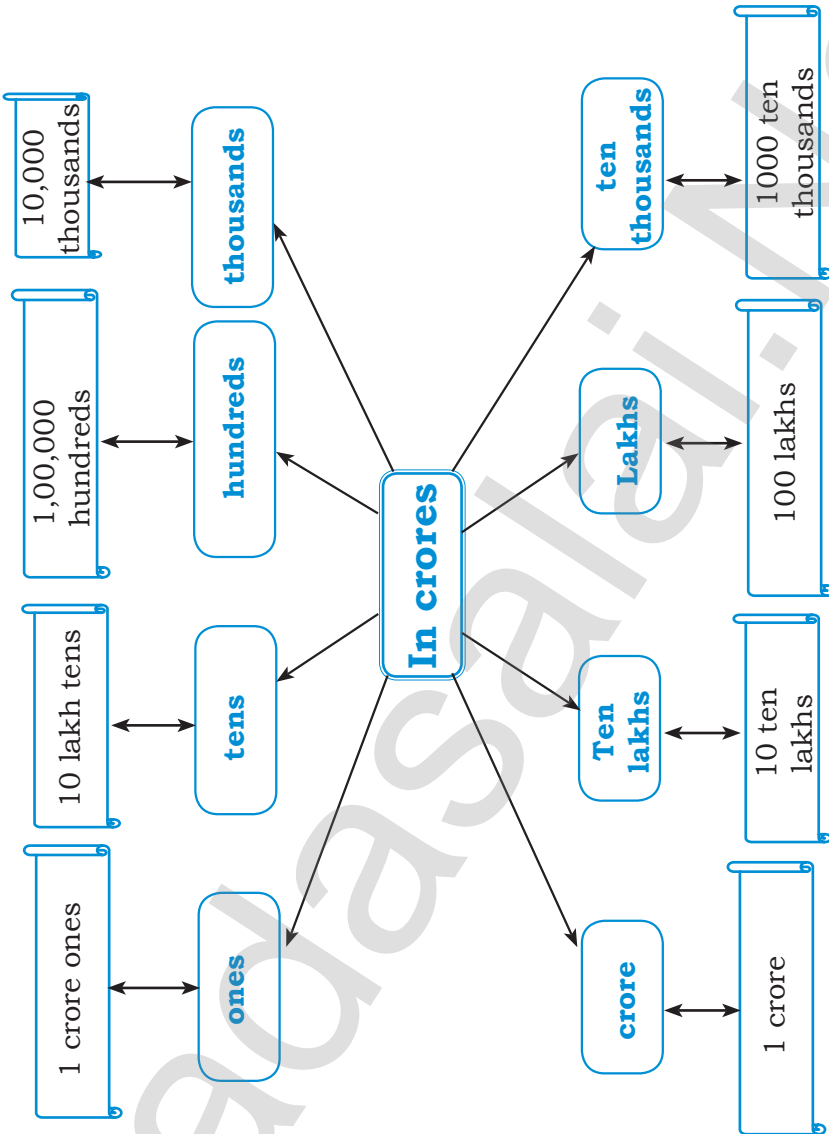 1 crore ones
10 lakh tens
1,00,000
hundreds
10,000
thousands
ones
tens
hundreds
thousands
In crores
crore
Ten
lakhs
Lakhs
ten
thousands
1 crore
10 ten
lakhs
100 lakhs
1000 ten
thousands